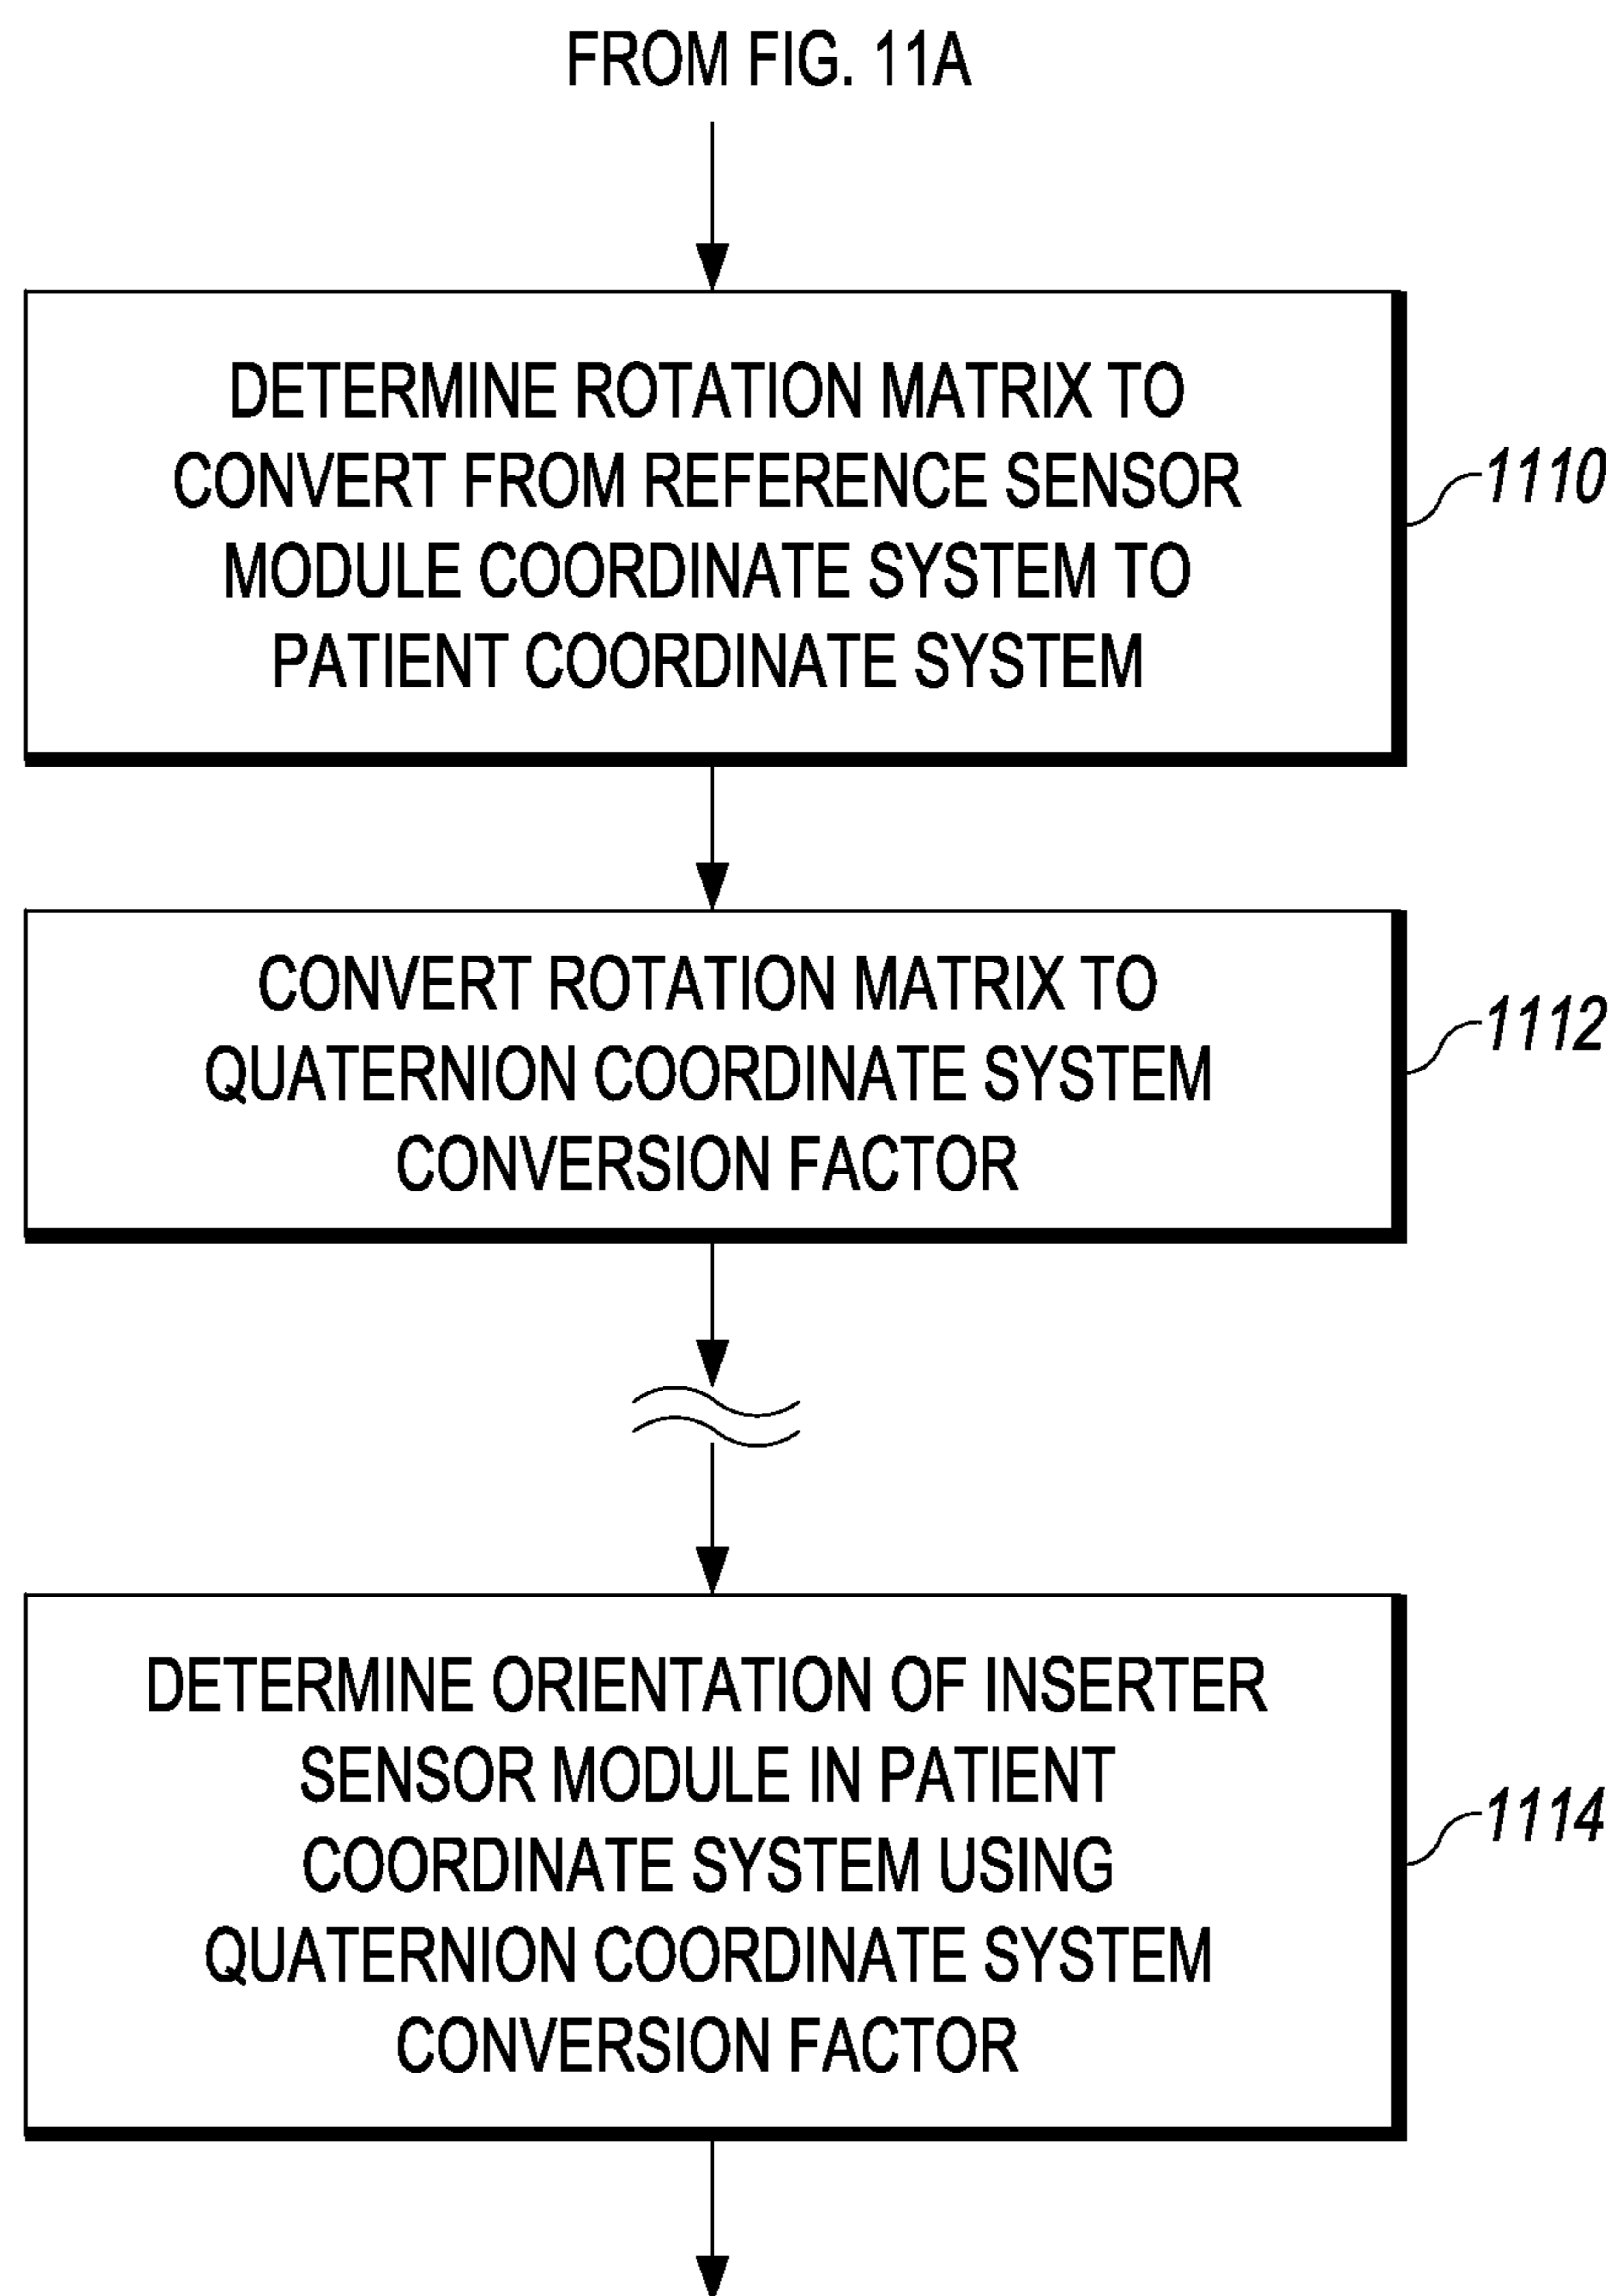 FROM FIG. 11A
DETERMINE ROTATION MATRIX TO
CONVERT FROM REFERENCE SENSOR
MODULE COORDINATE SYSTEM TO
PATIENT COORDINATE SYSTEM
1110
CONVERT ROTATION MATRIX TO
QUATERNION COORDINATE SYSTEM
CONVERSION FACTOR
1112
DETERMINE ORIENTATION OF INSERTER
SENSOR MODULE IN PATIENT
COORDINATE SYSTEM USING
QUATERNION COORDINATE SYSTEM
CONVERSION FACTOR
1114